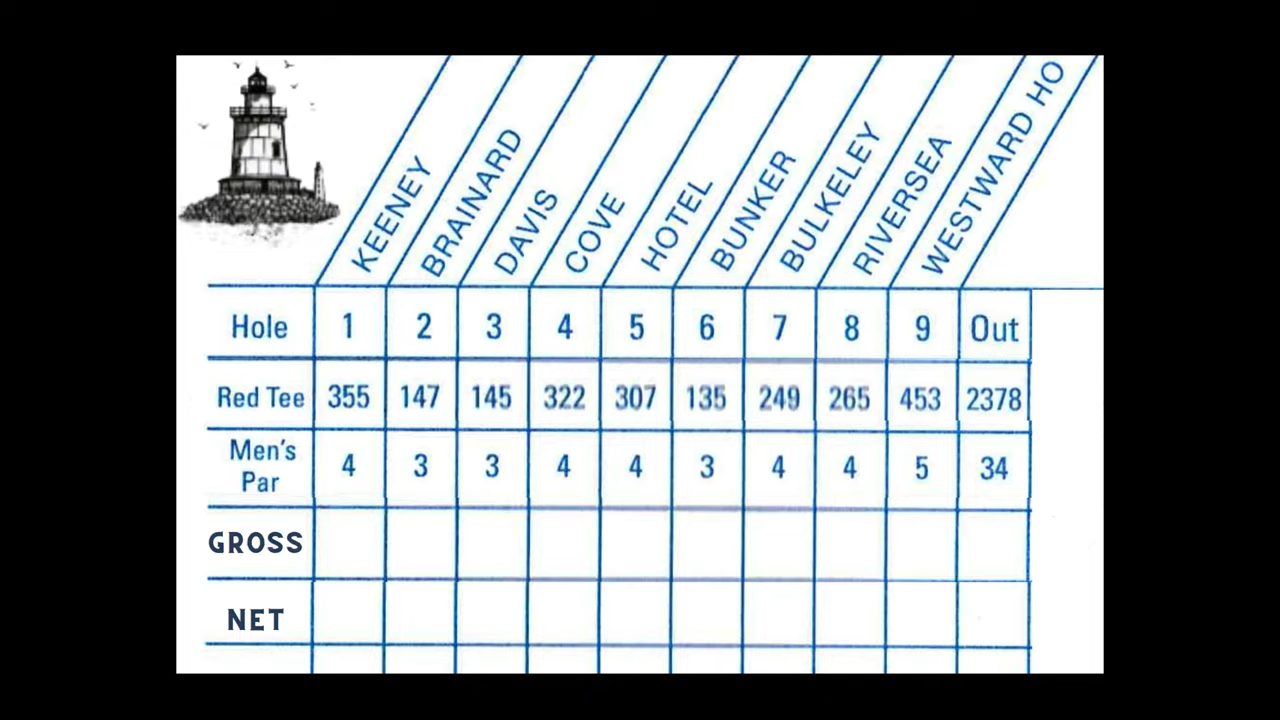 KEENEY
BRAINARD
DAVIS
COVE
HOTEL
BUNKER
BULKELEY
RIVERSEA
WESTWARD HO
Hole 1 2 3 4 5 6 7 8 9 Out
Red Tee 355 147 145 322 307 135 249 265 453 2378
Men's Par 4 3 3 4 4 3 4 4 5 34
GROSS
NET